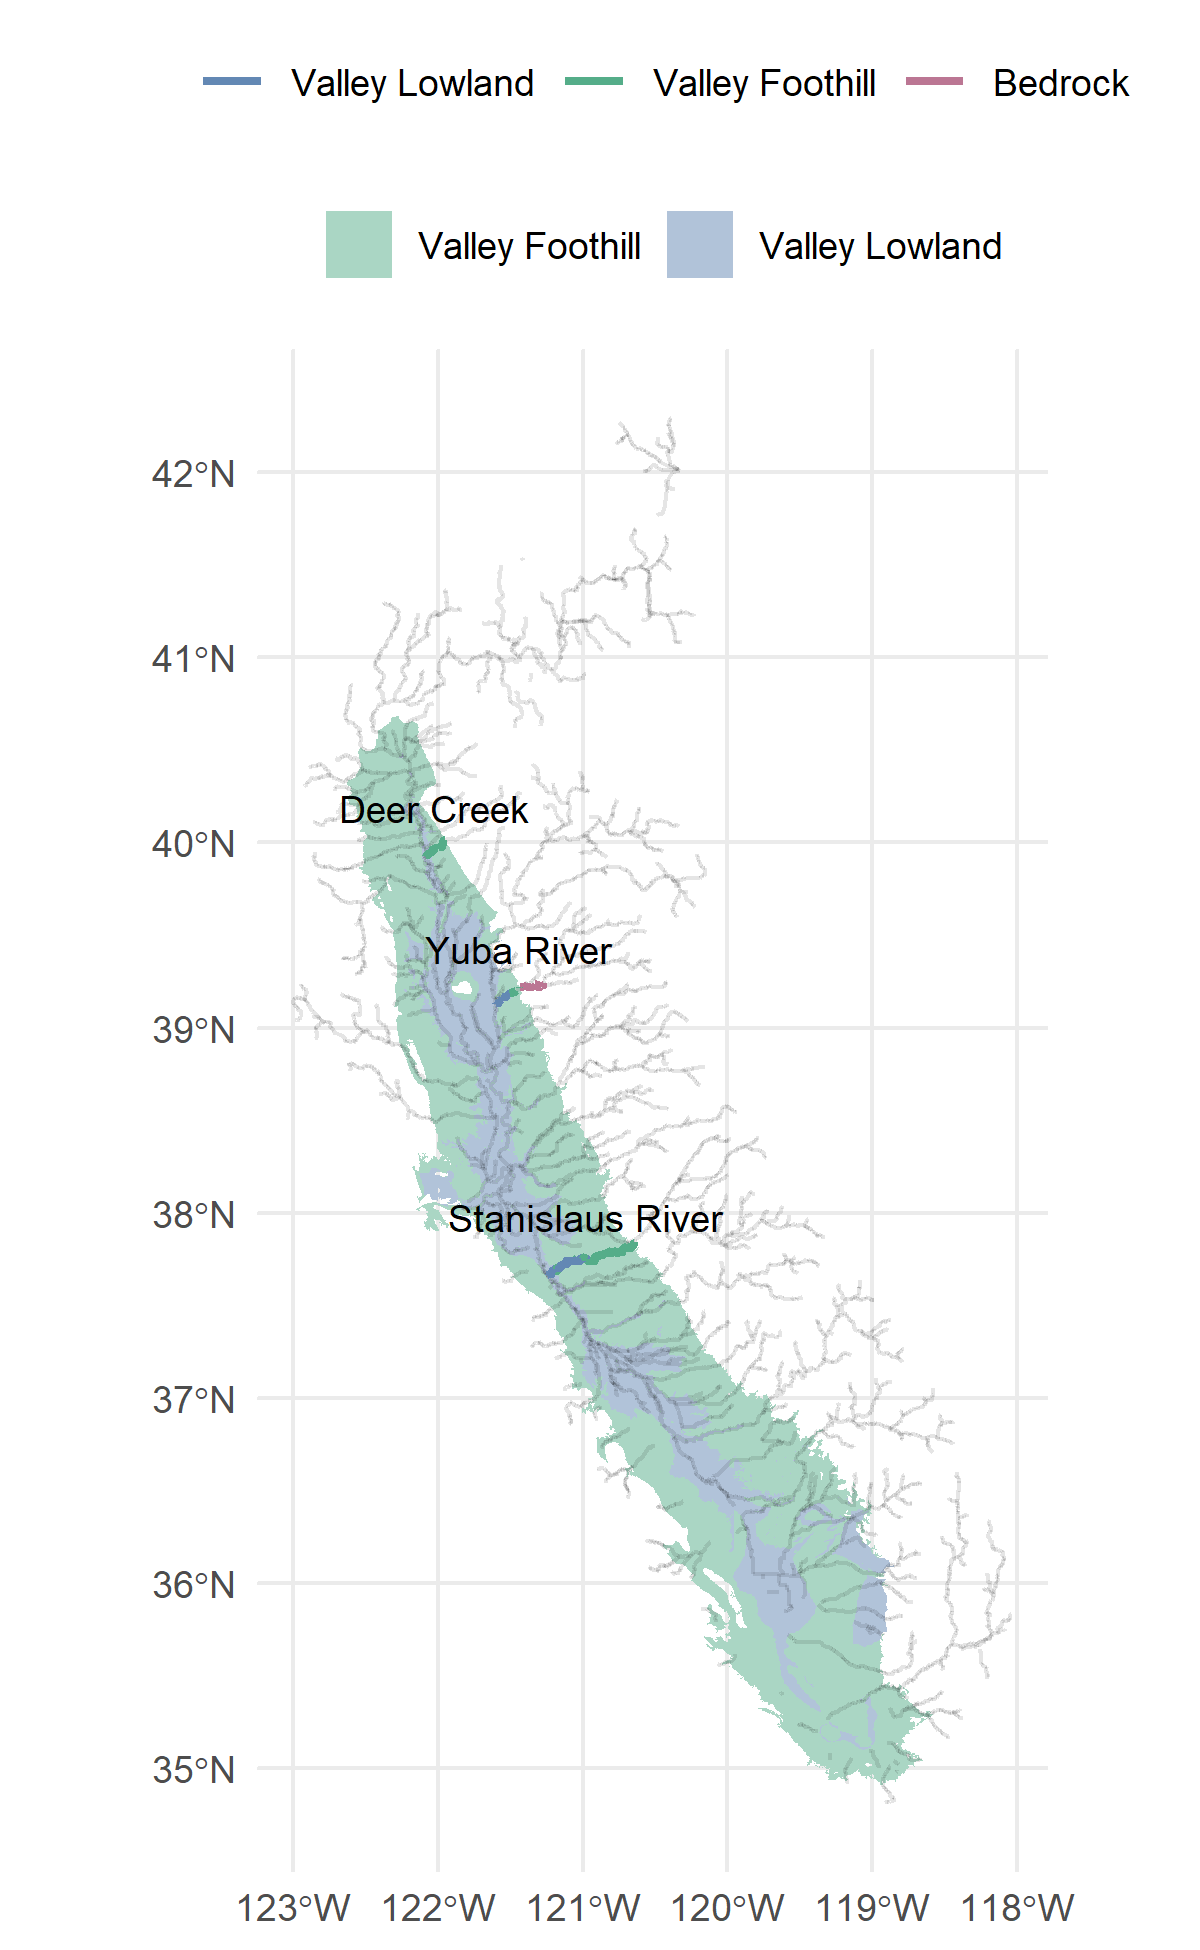 Valley Lowland Valley Foothill Bedrock
Valley Foothill Valley Lowland
42°N
41°N
Deer Creek
40°N
Yuba River
39°N
38°N
Stanislaus River
37°N
36°N
35°N
123°W 122°W 121°W 120°W 119°W 118°W